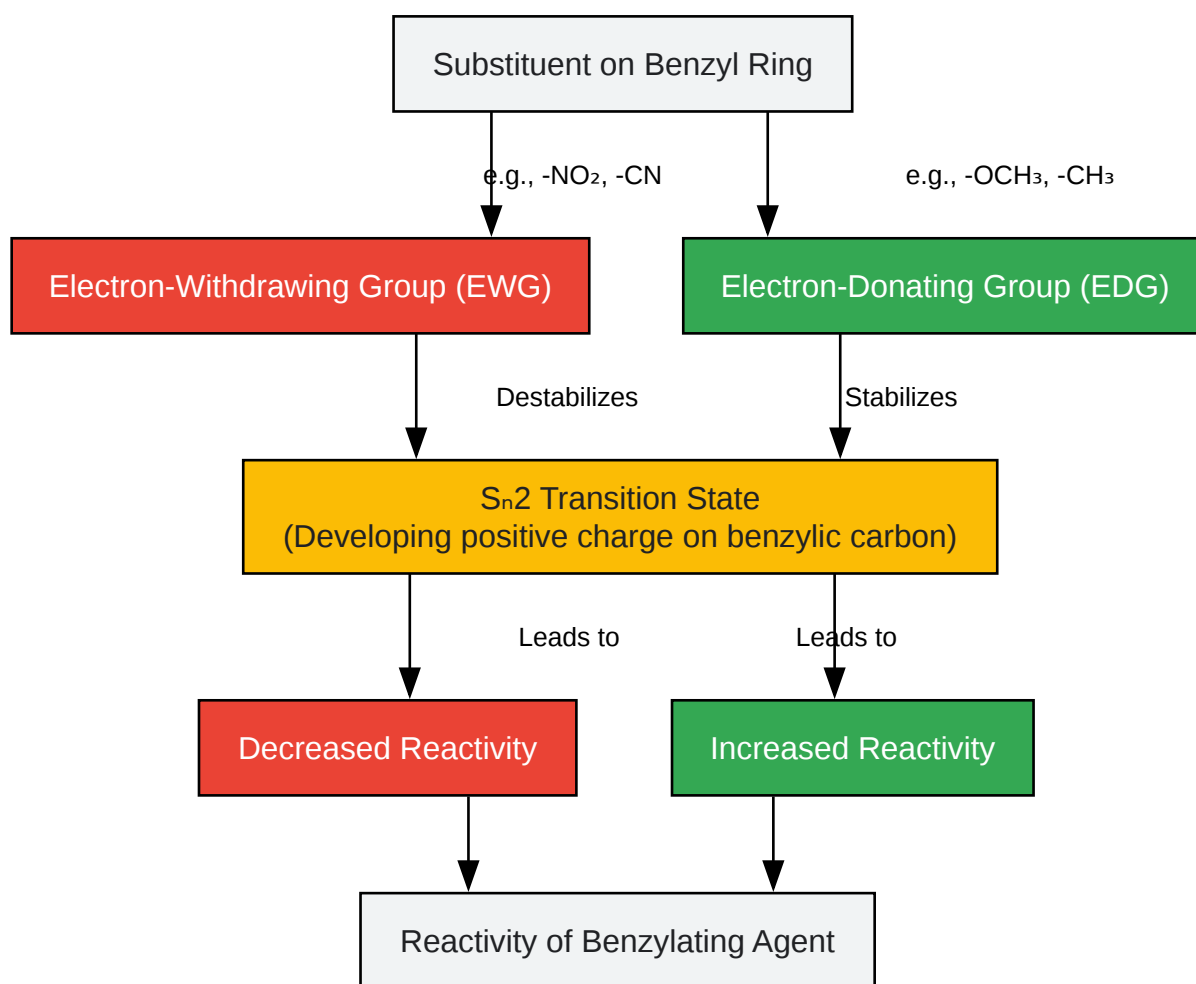 Substituent on Benzyl Ring
e.g., -NO₂, -CN
e.g., -OCH₃, -CH₃
Electron-Withdrawing Group (EWG)
Electron-Donating Group (EDG)
Destabilizes
Stabilizes
Sₙ2 Transition State
(Developing positive charge on benzylic carbon)
Leads to
Leads to
Decreased Reactivity
Increased Reactivity
Reactivity of Benzylating Agent